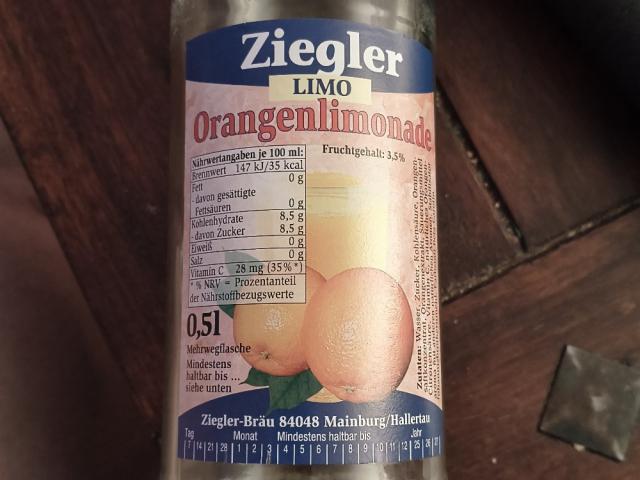 Ziegler
LIMO
Orangenlimonade
Fruchtgehalt: 3,5%
Nährwertangaben je 100 ml:
Brennwert 147 kJ/35 kcal
Fett 0 g
- davon gesättigte
Fettsäuren 0 g
Kohlenhydrate 8,5 g
- davon Zucker 8,5 g
Eiweiß 0 g
Salz 0 g
Vitamin C 28 mg (35%*)
* % NRV = Prozentanteil
der Nährstoffbezugswerte
0,5l
Mehrwegflasche
Mindestens
haltbar bis ...
siehe unten
Zutaten: Wasser, Zucker, Kohlensäure, Orangen-
saftkonzentrat, Orangenextrakt, Säuerungsmittel
Ziegler-Bräu 84048 Mainburg/Hallertau
Tag Monat Mindestens haltbar bis Jahr
7 14 21 28 1 2 3 4 5 6 7 8 9 10 11 12 25 26 27